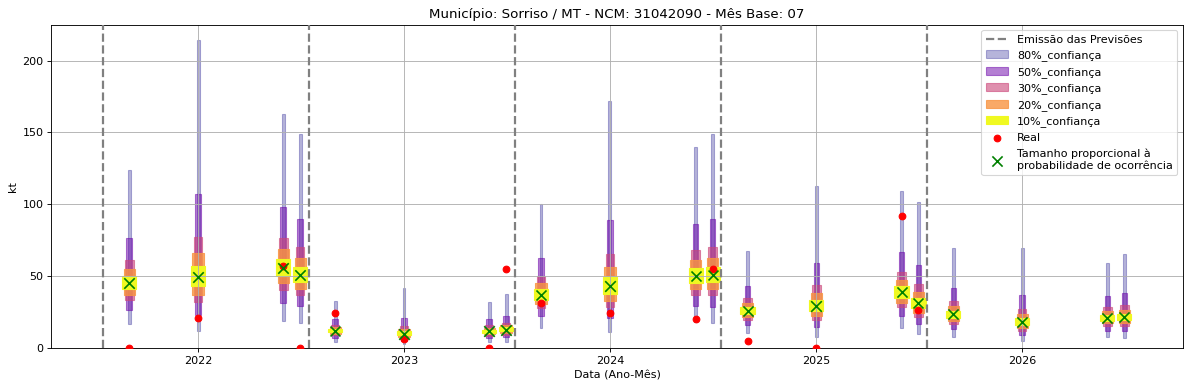 Município: Sorriso / MT - NCM: 31042090 - Mês Base: 07
Emissão das Previsões
80%_confiança
50%_confiança
30%_confiança
20%_confiança
10%_confiança
Real
Tamanho proporcional à
probabilidade de ocorrência
200
150
100
50
0
kt
2022
2023
2024
2025
2026
Data (Ano-Mês)